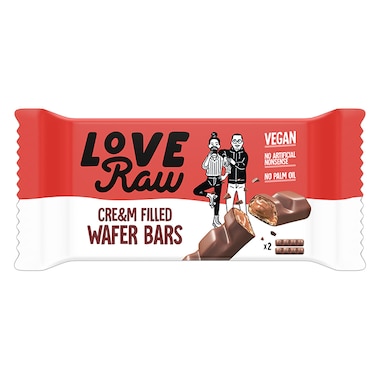 LOVE
Raw
CRE&M FILLED
WAFER BARS
VEGAN
NO ARTIFICIAL
NONSENSE
NO PALM OIL
x2